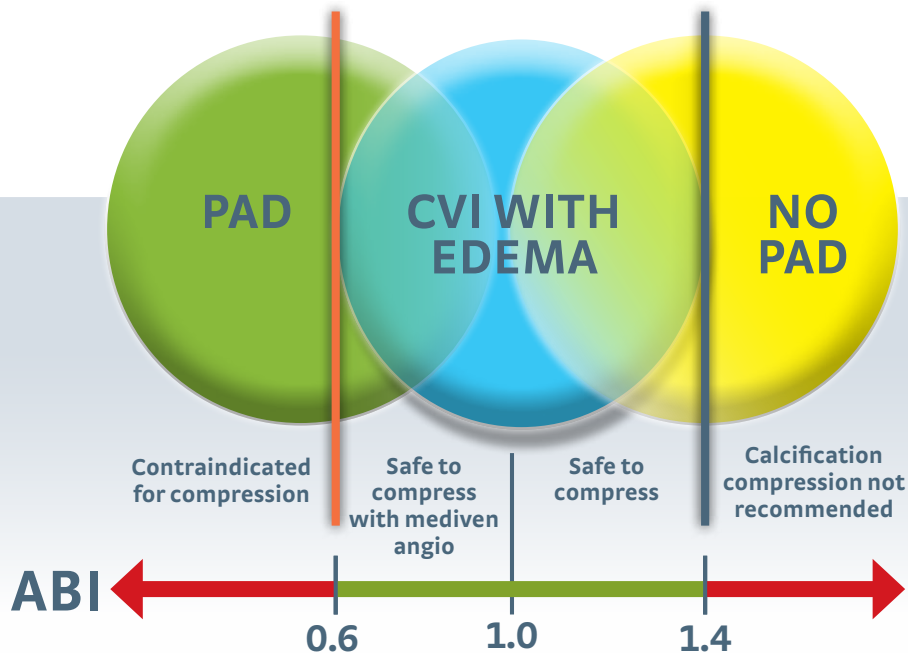 PAD
CVI WITH
EDEMA
NO
PAD
Contraindicated
for compression
Safe to
compress
with mediven
angio
Safe to
compress
Calcification
compression not
recommended
ABI
0.6
1.0
1.4